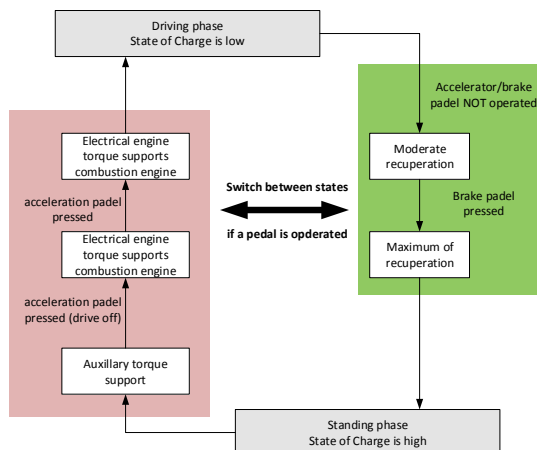 Driving phase
State of Charge is low
Accelerator/brake
padel NOT operated
Electrical engine
torque supports
combustion engine
Moderate
recuperation
Switch between states
acceleration padel
pressed
Brake padel
pressed
if a pedal is opderated
Electrical engine
torque supports
combustion engine
Maximum of
recuperation
acceleration padel
pressed (drive off)
Auxillary torque
support
Standing phase
State of Charge is high